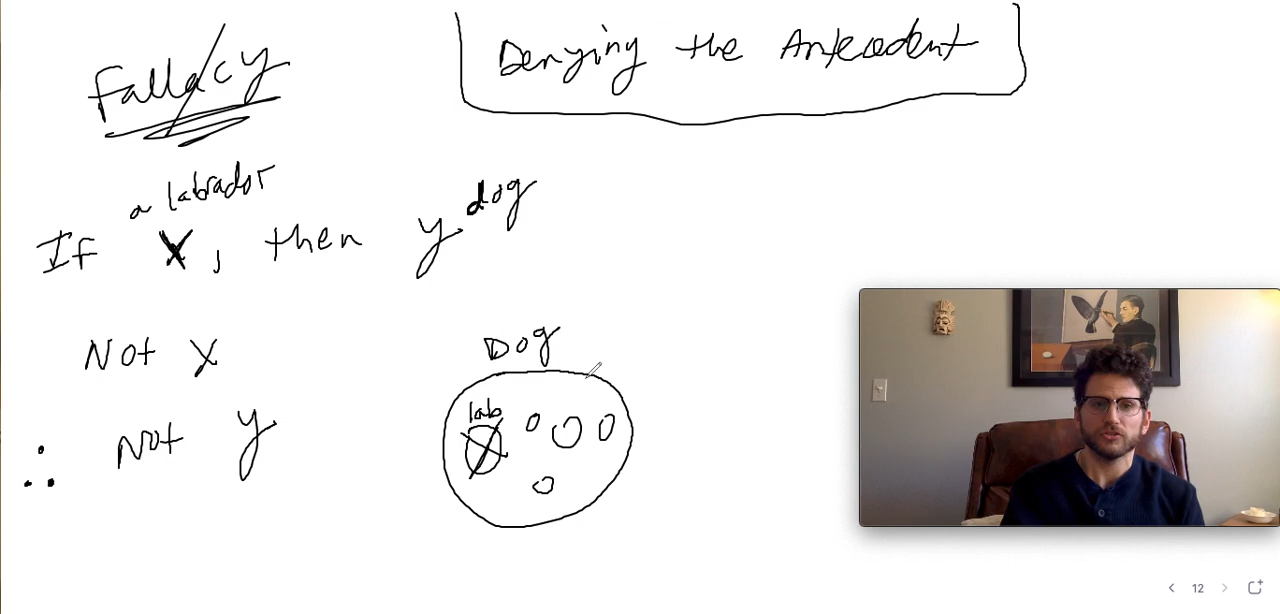 Fallacy
Denying the Antecedent
a labrador
dog
If X, then y
Not X
Dog
lab
∴ Not y
12